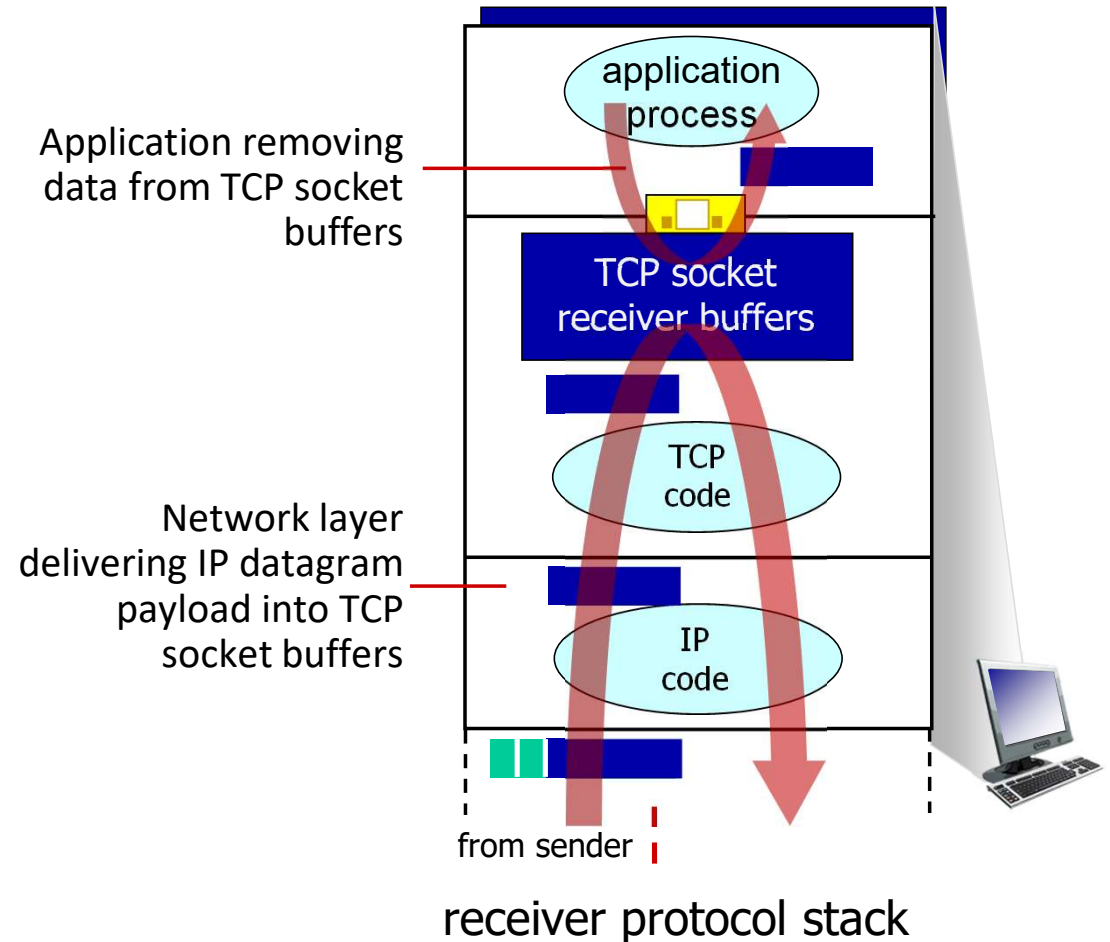 application
process
Application removing
data from TCP socket
buffers
TCP socket
receiver buffers
TCP
code
Network layer
delivering IP datagram
payload into TCP
socket buffers
IP
code
from sender
receiver protocol stack